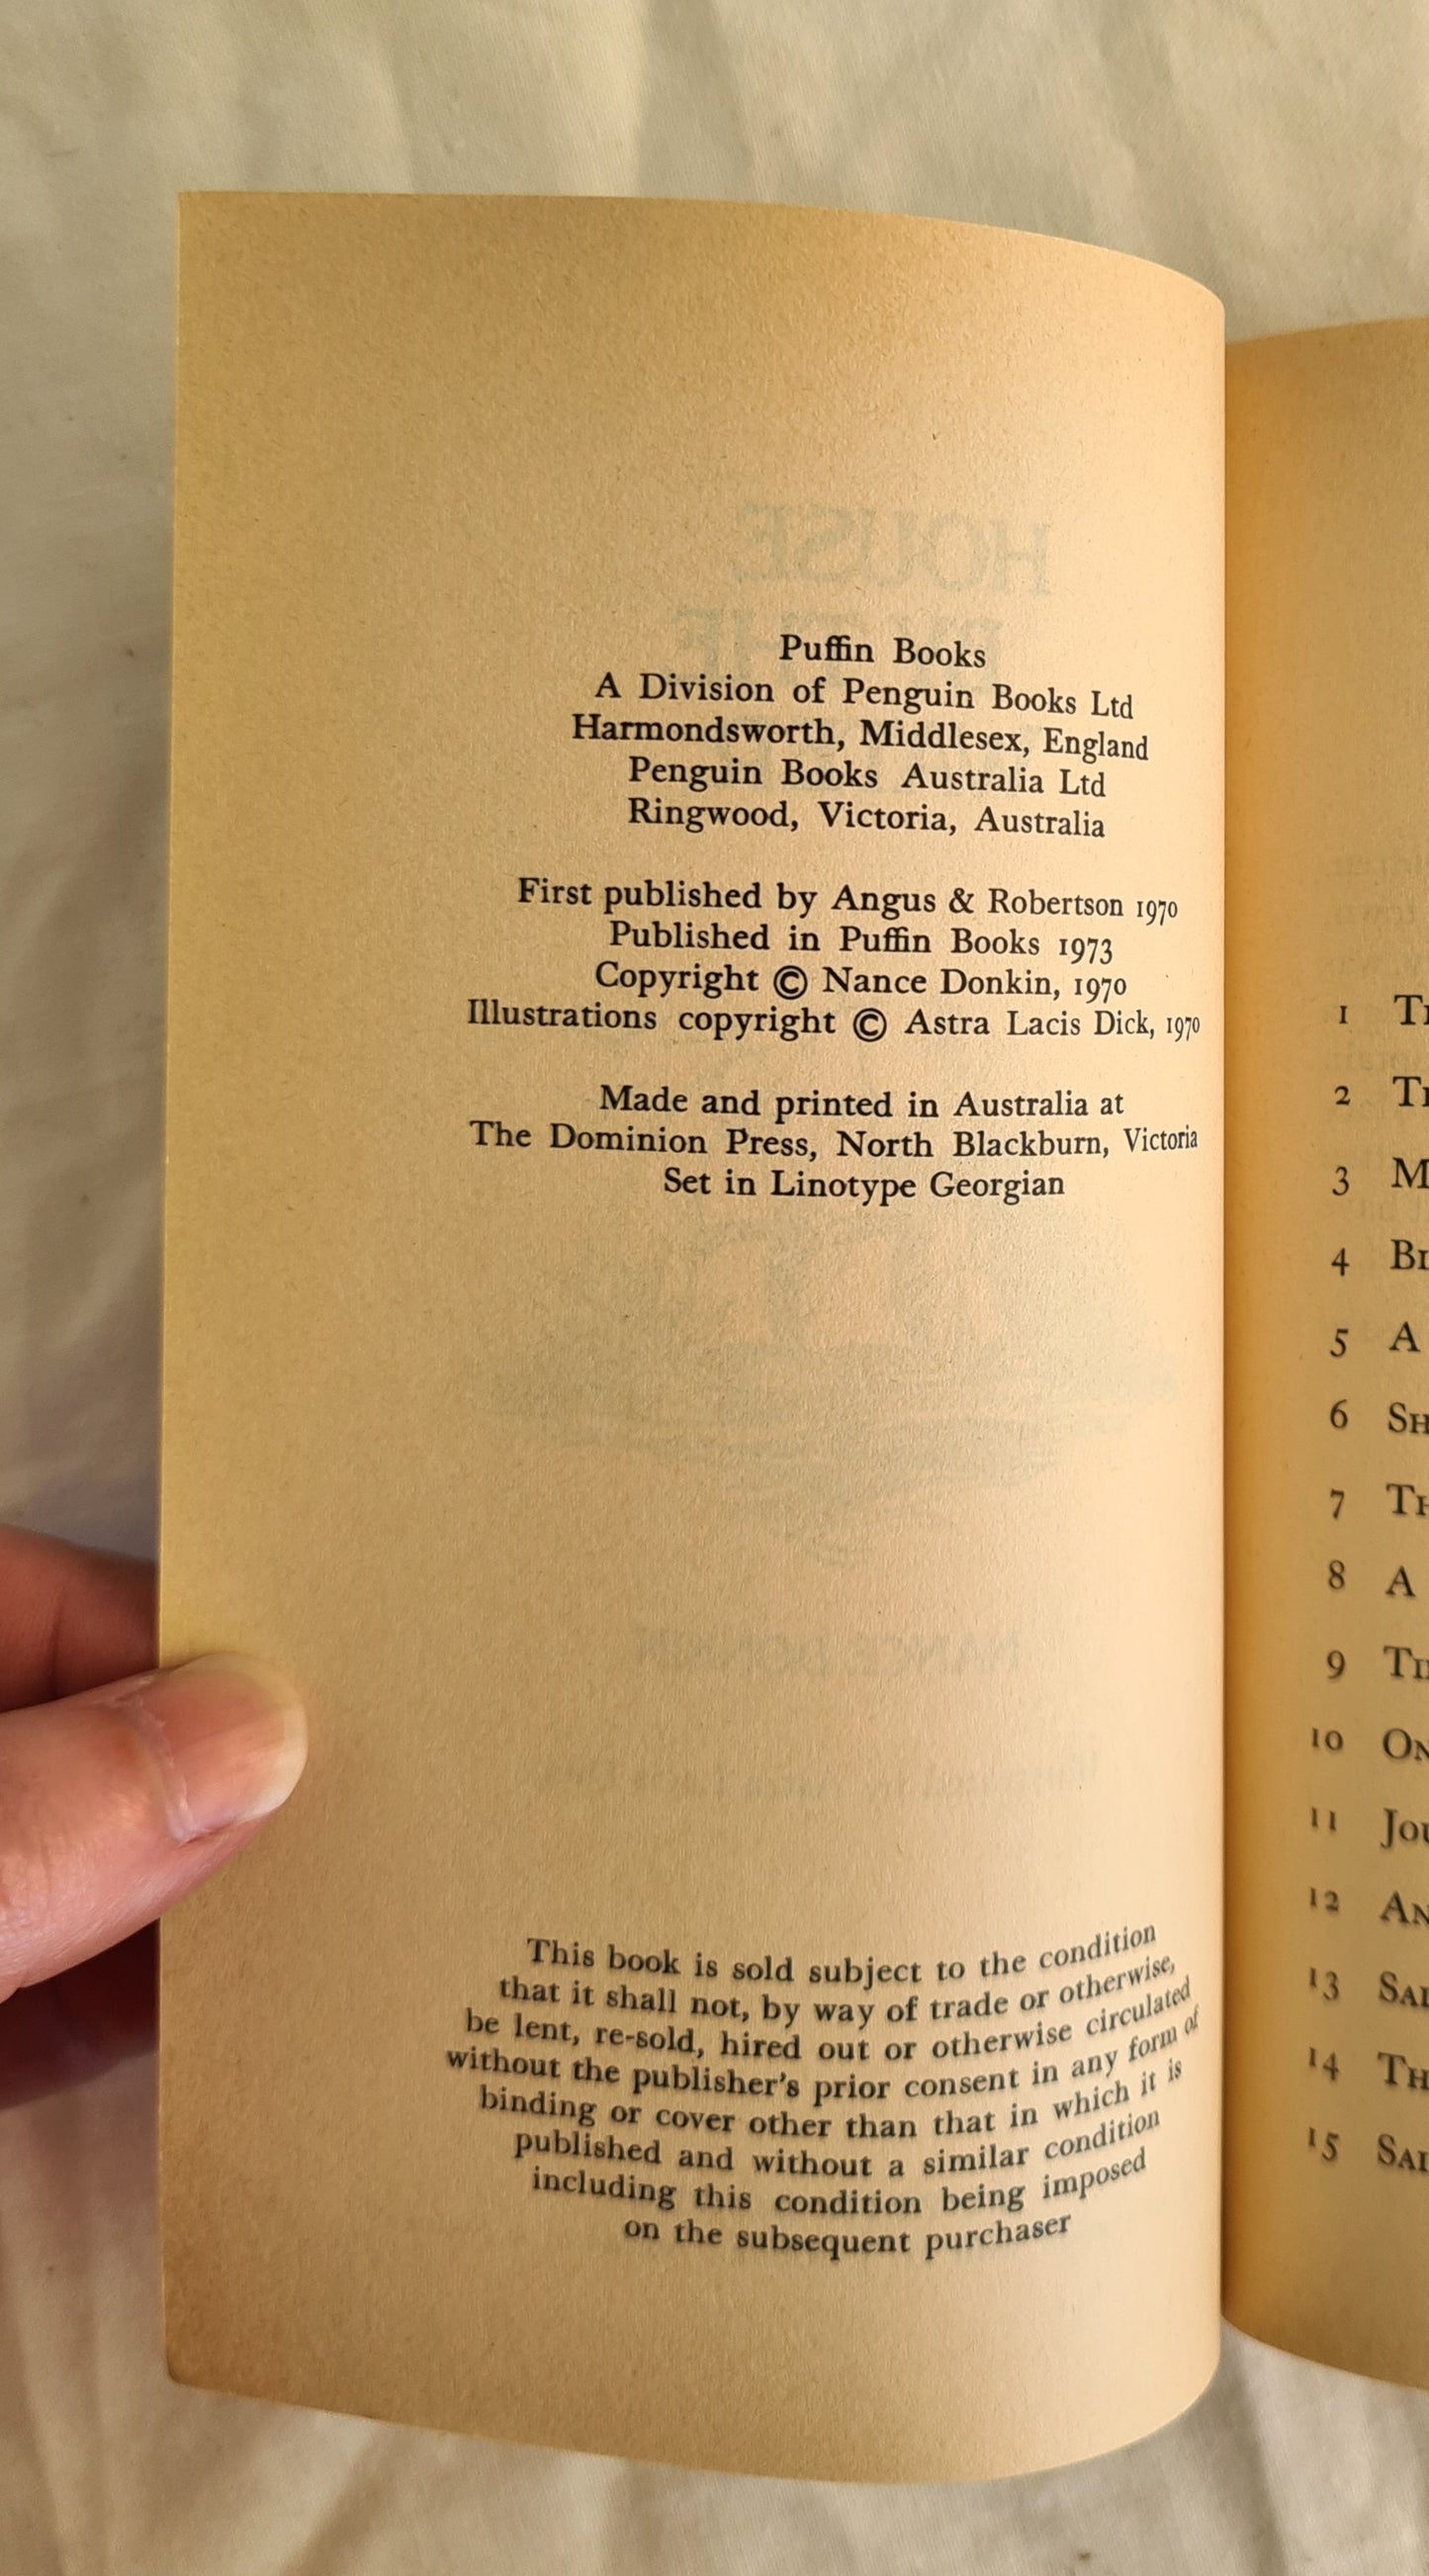 Puffin Books
A Division of Penguin Books Ltd
Harmondsworth, Middlesex, England
Penguin Books Australia Ltd
Ringwood, Victoria, Australia
First published by Angus & Robertson 1970
Published in Puffin Books 1973
Copyright © Nance Donkin, 1970
Illustrations copyright © Astra Lacis Dick, 1970
Made and printed in Australia at
The Dominion Press, North Blackburn, Victoria
Set in Linotype Georgian
This book is sold subject to the condition
that it shall not, by way of trade or otherwise,
be lent, re-sold, hired out or otherwise circulated
without the publisher's prior consent in any form of
binding or cover other than that in which it is
published and without a similar condition
including this condition being imposed
on the subsequent purchaser
1
2
3
4
5 A
6
7
8 A
9
10
11
12
13
14
15